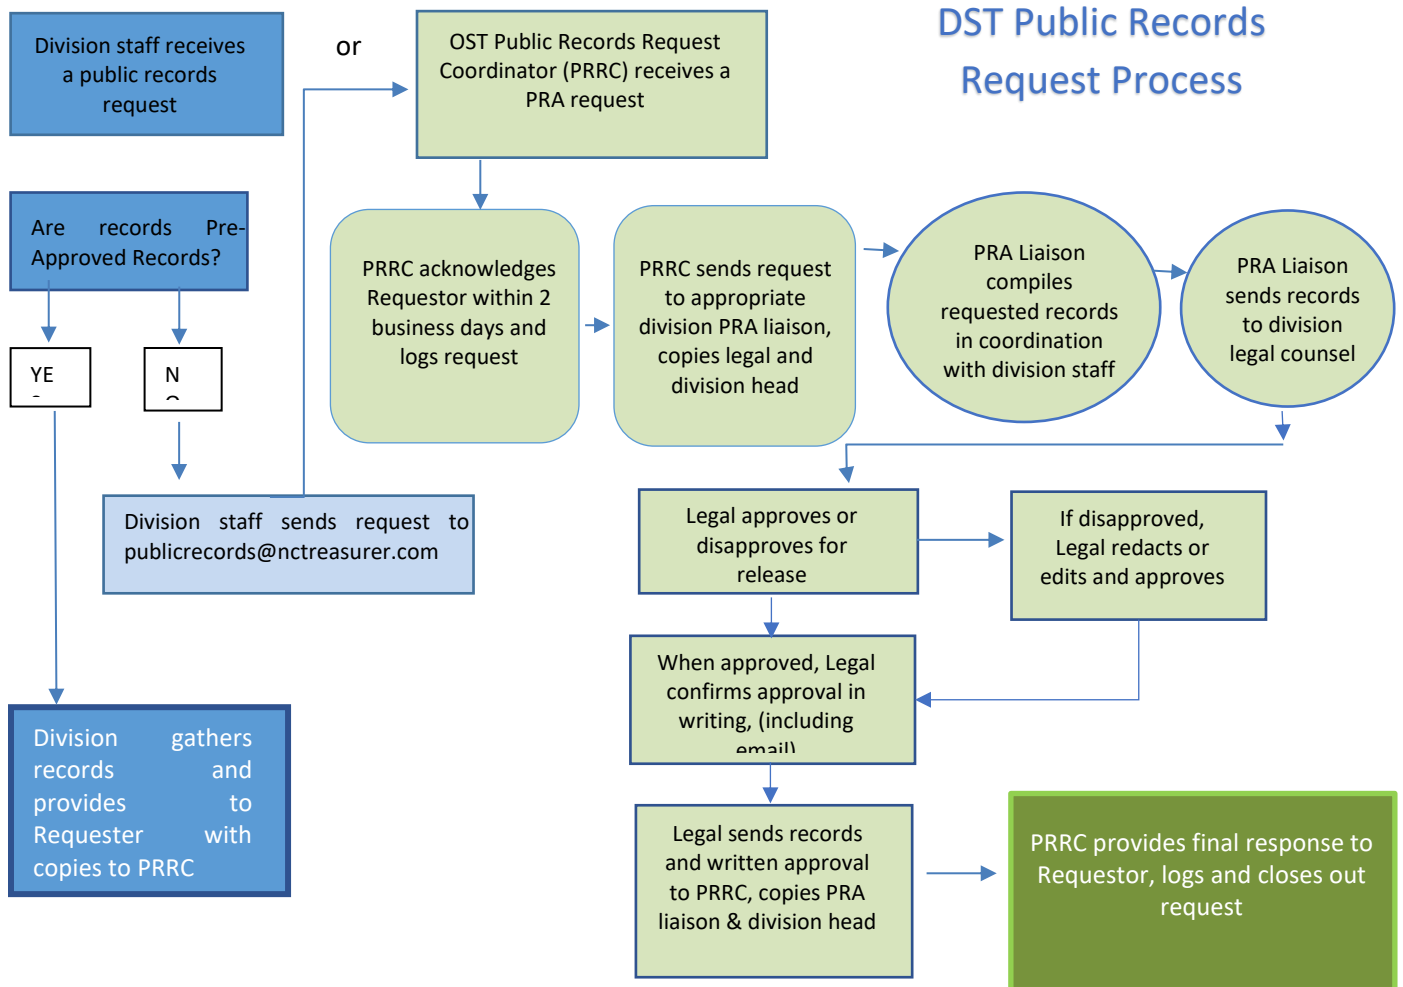 DST Public Records
Request Process
Division staff receives
a public records
request
or
OST Public Records Request
Coordinator (PRRC) receives a
PRA request
Are records Pre-
Approved Records?
YE
N
Division staff sends request to
publicrecords@nctreasurer.com
Division gathers
records and
provides to
Requester with
copies to PRRC
PRRC acknowledges
Requestor within 2
business days and
logs request
PRRC sends request
to appropriate
division PRA liaison,
copies legal and
division head
PRA Liaison
compiles
requested records
in coordination
with division staff
PRA Liaison
sends records
to division
legal counsel
Legal approves or
disapproves for
release
If disapproved,
Legal redacts or
edits and approves
When approved, Legal
confirms approval in
writing, (including
email)
Legal sends records
and written approval
to PRRC, copies PRA
liaison & division head
PRRC provides final response to
Requestor, logs and closes out
request